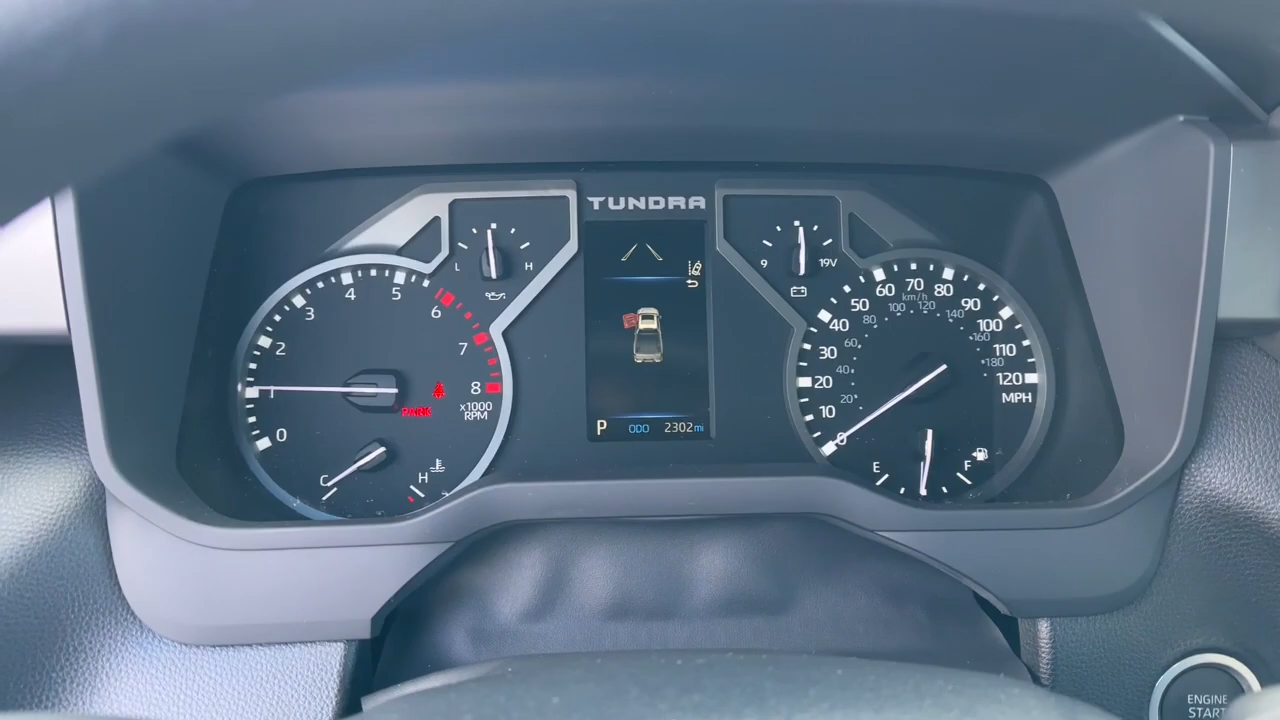 TUNDRA
L H
9 19V
0 1 2 3 4 5 6 7 8
x1000
RPM
PARK
C H
P ODO 2302mi
0 10 20 30 40 50 60 70 80 90 100 110 120
MPH
km/h
20 40 60 80 100 120 140 160 180
E F
ENGINE
START